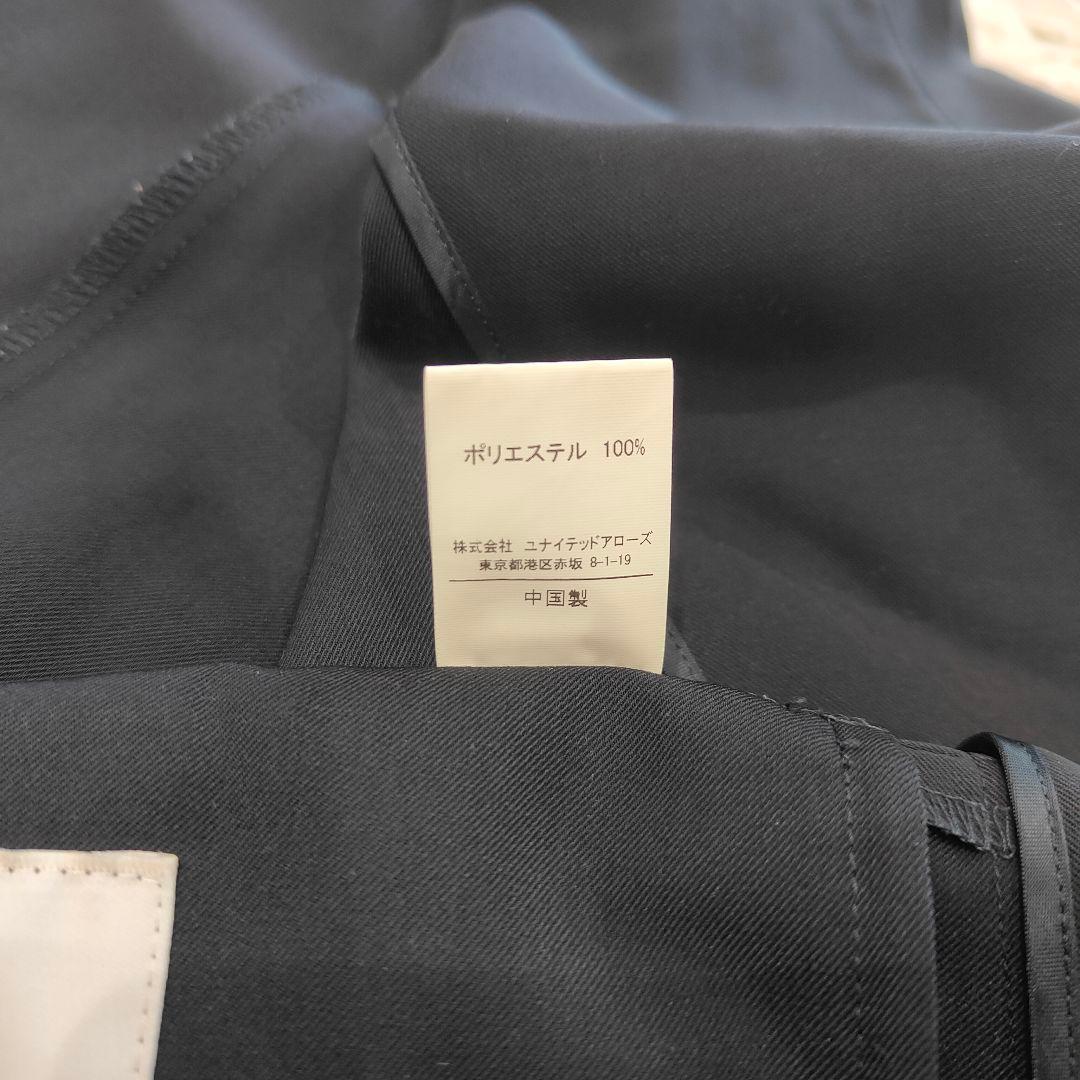 ポリエステル 100%
株式会社 ユナイテッドアローズ
東京都港区赤坂 8-1-19
中国製